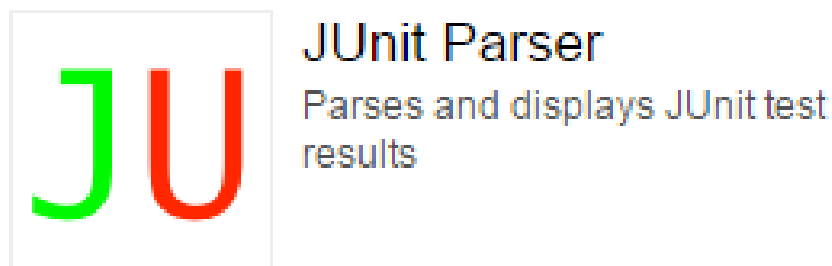 JU
JUnit Parser
Parses and displays JUnit test
results